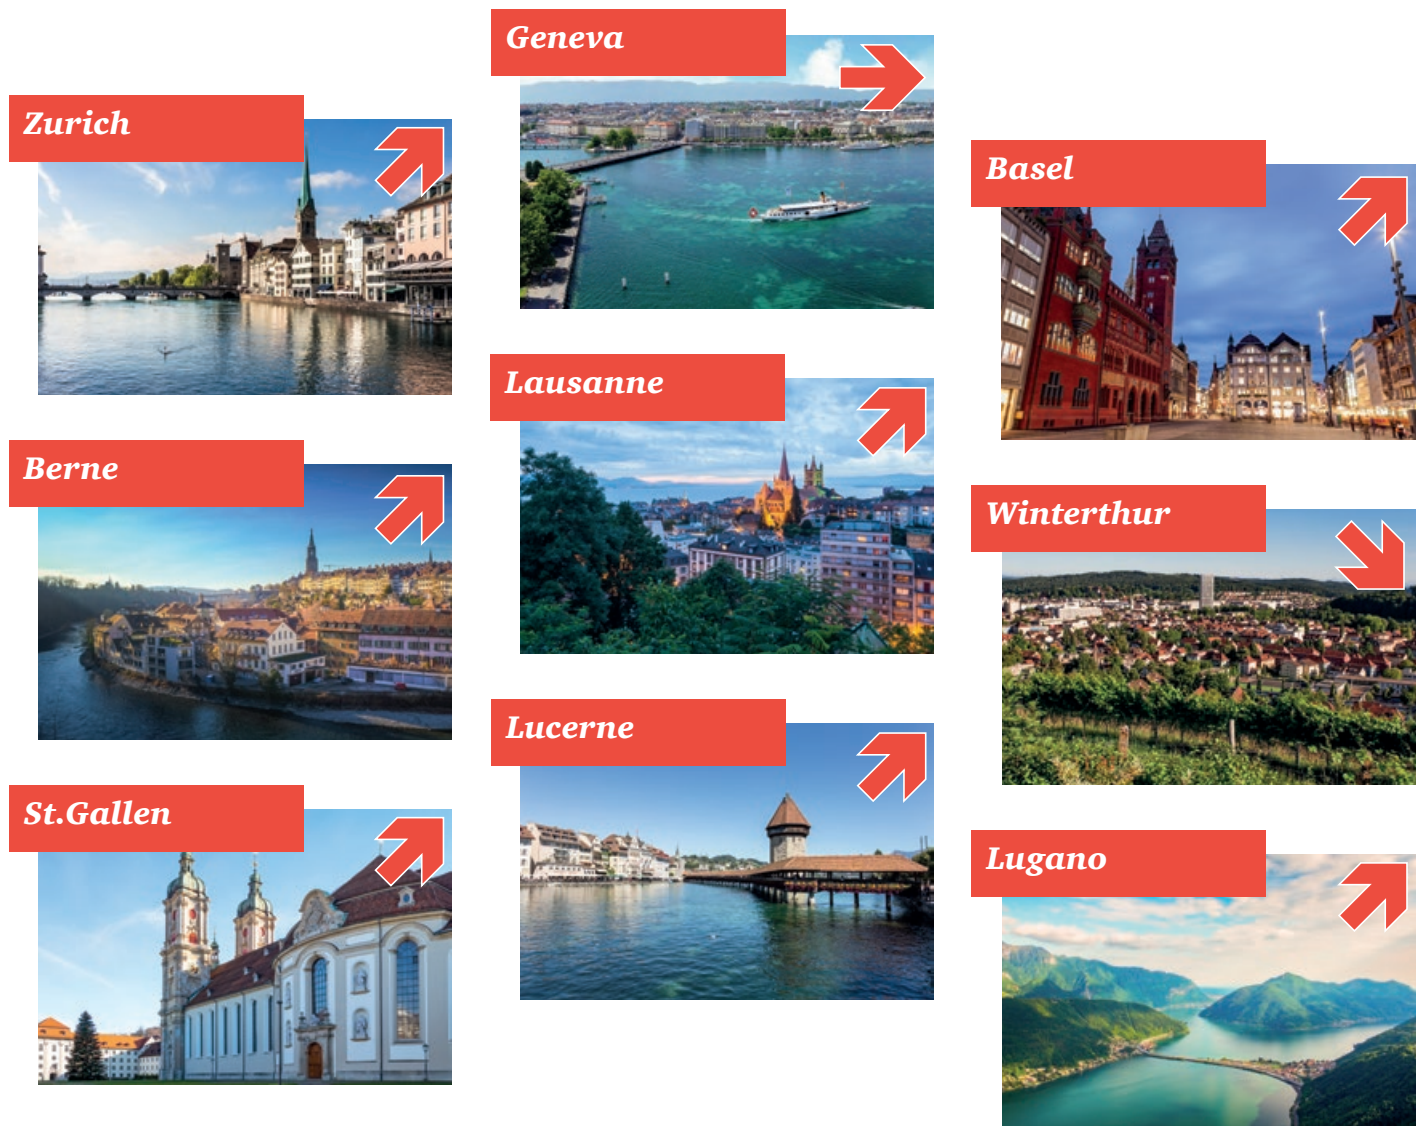 Zurich
Berne
St.Gallen
Geneva
Lausanne
Lucerne
Basel
Winterthur
Lugano